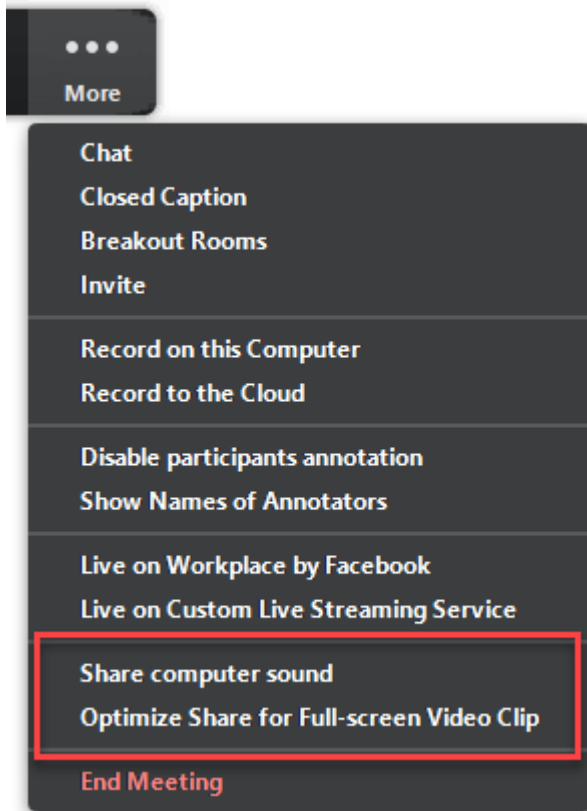 More
Chat
Closed Caption
Breakout Rooms
Invite
Record on this Computer
Record to the Cloud
Disable participants annotation
Show Names of Annotators
Live on Workplace by Facebook
Live on Custom Live Streaming Service
Share computer sound
Optimize Share for Full-screen Video Clip
End Meeting